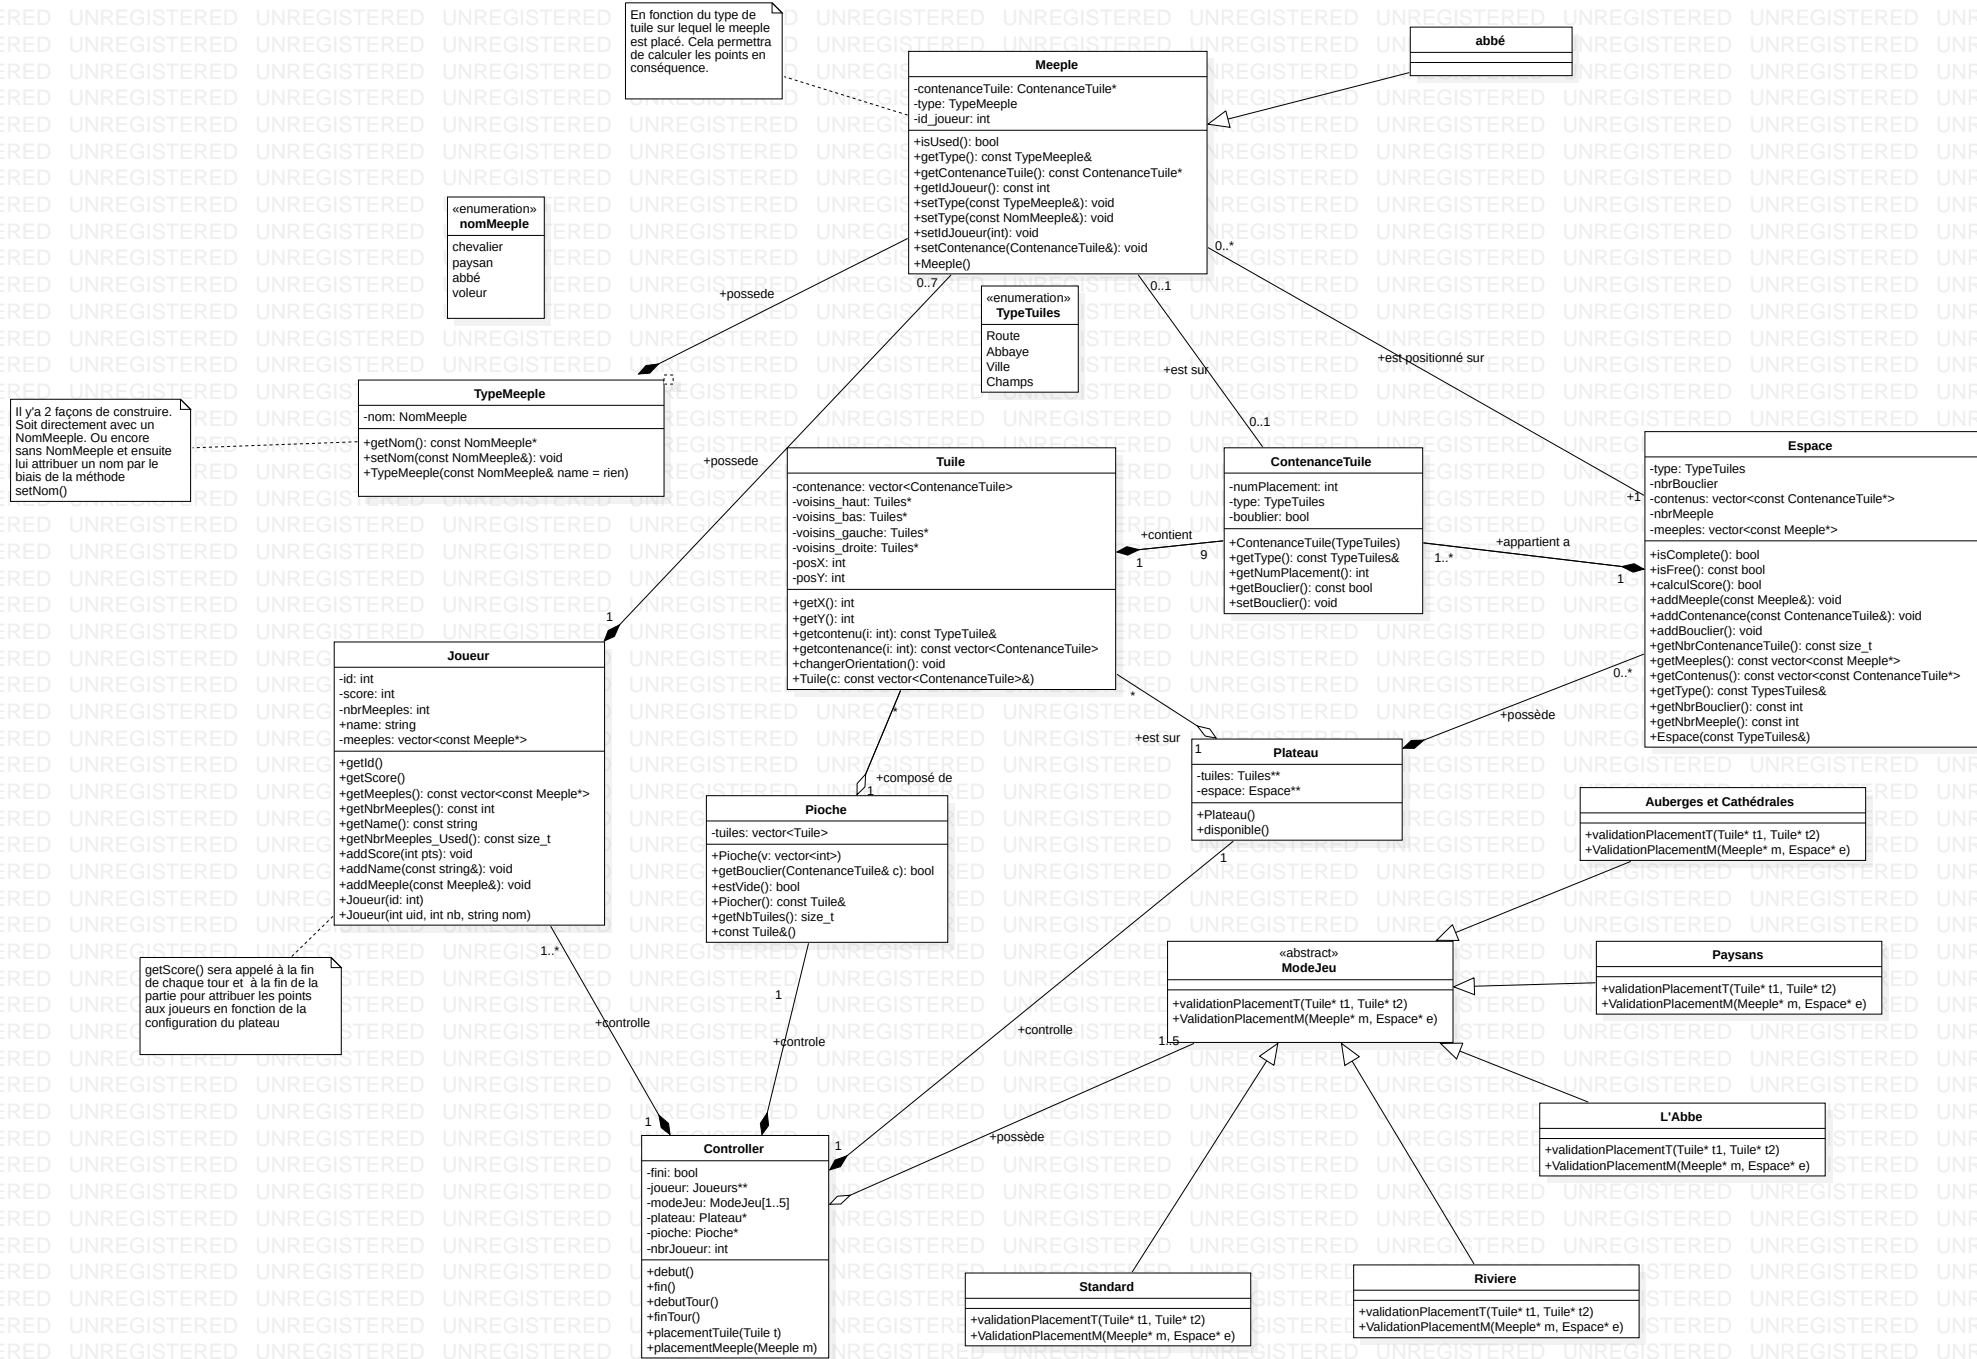 En fonction du type de
tuile sur lequel le meeple
est placé. Cela permettra
de calculer les points en
conséquence.
abbé
Meeple
-contenanceTuile: ContenanceTuile*
-type: TypeMeeple
-id_joueur: int
+isUsed(): bool
+getType(): const TypeMeeple&
+getContenanceTuile(): const ContenanceTuile*
+getIdJoueur(): const int
+setType(const TypeMeeple&): void
+setType(const NomMeeple&): void
+setIdJoueur(int): void
+setContenance(ContenanceTuile&): void
+Meeple()
«enumeration»
nomMeeple
chevalier
paysan
abbé
voleur
+possede
0..7
0..1
0..*
«enumeration»
TypeTuiles
Route
Abbaye
Ville
Champs
+est sur
0..1
+est positionné sur
+1
TypeMeeple
-nom: NomMeeple
+getNom(): const NomMeeple*
+setNom(const NomMeeple&): void
+TypeMeeple(const NomMeeple& name = rien)
Il y'a 2 façons de construire.
Soit directement avec un
NomMeeple. Ou encore
sans NomMeeple et ensuite
lui attribuer un nom par le
biais de la méthode
setNom()
+possede
1
Tuile
-contenance: vector<ContenanceTuile>
-voisins_haut: Tuiles*
-voisins_bas: Tuiles*
-voisins_gauche: Tuiles*
-voisins_droite: Tuiles*
-posX: int
-posY: int
+getX(): int
+getY(): int
+getcontenu(i: int): const TypeTuile&
+getcontenance(i: int): const vector<ContenanceTuile>
+changerOrientation(): void
+Tuile(c: const vector<ContenanceTuile>&)
+contient
1
9
ContenanceTuile
-numPlacement: int
-type: TypeTuiles
-boublier: bool
+ContenanceTuile(TypeTuiles)
+getType(): const TypeTuiles&
+getNumPlacement(): int
+getBouclier(): const bool
+setBouclier(): void
+appartient a
1..*
1
Espace
-type: TypeTuiles
-nbrBouclier
-contenus: vector<const ContenanceTuile*>
-nbrMeeple
-meeples: vector<const Meeple*>
+isComplete(): bool
+isFree(): const bool
+calculScore(): bool
+addMeeple(const Meeple&): void
+addContenance(const ContenanceTuile&): void
+addBouclier(): void
+getNbrContenanceTuile(): const size_t
+getMeeples(): const vector<const Meeple*>
+getContenus(): const vector<const ContenanceTuile*>
+getType(): const TypesTuiles&
+getNbrBouclier(): const int
+getNbrMeeple(): const int
+Espace(const TypeTuiles&)
0..*
+possède
Joueur
-id: int
-score: int
-nbrMeeples: int
+name: string
-meeples: vector<const Meeple*>
+getId()
+getScore()
+getMeeples(): const vector<const Meeple*>
+getNbrMeeples(): const int
+getName(): const string
+getNbrMeeples_Used(): const size_t
+addScore(int pts): void
+addName(const string&): void
+addMeeple(const Meeple&): void
+Joueur(id: int)
+Joueur(int uid, int nb, string nom)
*
+composé de
1
*
+est sur
1
Plateau
-tuiles: Tuiles**
-espace: Espace**
+Plateau()
+disponible()
1
Pioche
-tuiles: vector<Tuile>
+Pioche(v: vector<int>)
+getBouclier(ContenanceTuile& c): bool
+estVide(): bool
+Piocher(): const Tuile&
+getNbTuiles(): size_t
+const Tuile&()
getScore() sera appelé à la fin
de chaque tour et  à la fin de la
partie pour attribuer les points
aux joueurs en fonction de la
configuration du plateau
1..*
+controlle
1
1
+controle
+controlle
1
1..5
+possède
Auberges et Cathédrales
+validationPlacementT(Tuile* t1, Tuile* t2)
+ValidationPlacementM(Meeple* m, Espace* e)
«abstract»
ModeJeu
+validationPlacementT(Tuile* t1, Tuile* t2)
+ValidationPlacementM(Meeple* m, Espace* e)
Paysans
+validationPlacementT(Tuile* t1, Tuile* t2)
+ValidationPlacementM(Meeple* m, Espace* e)
L'Abbe
+validationPlacementT(Tuile* t1, Tuile* t2)
+ValidationPlacementM(Meeple* m, Espace* e)
Controller
-fini: bool
-joueur: Joueurs**
-modeJeu: ModeJeu[1..5]
-plateau: Plateau*
-pioche: Pioche*
-nbrJoueur: int
+debut()
+fin()
+debutTour()
+finTour()
+placementTuile(Tuile t)
+placementMeeple(Meeple m)
Standard
+validationPlacementT(Tuile* t1, Tuile* t2)
+ValidationPlacementM(Meeple* m, Espace* e)
Riviere
+validationPlacementT(Tuile* t1, Tuile* t2)
+ValidationPlacementM(Meeple* m, Espace* e)
UNREGISTERED